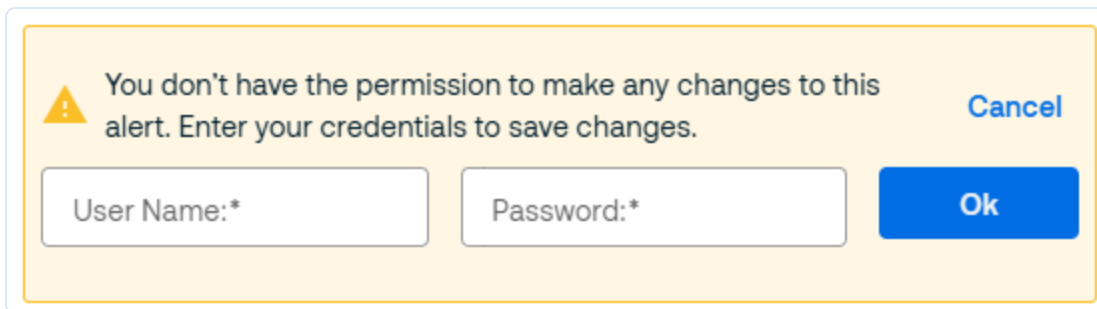 You don't have the permission to make any changes to this
alert. Enter your credentials to save changes.
Cancel
User Name:*
Password:*
Ok